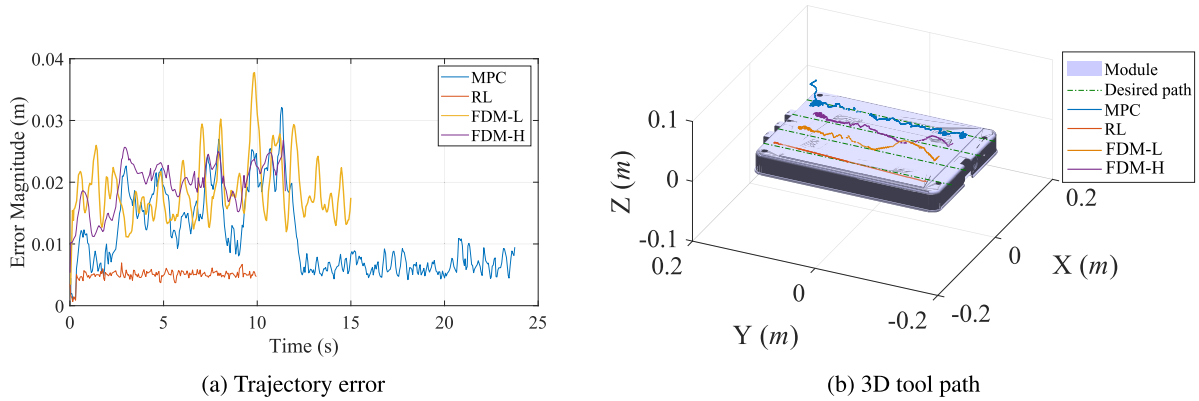 0.04
0.03
0.02
0.01
0
Error Magnitude (m)
0 5 10 15 20 25
Time (s)
MPC
RL
FDM-L
FDM-H
(a) Trajectory error
0.1
0
-0.1
Z (m)
0.2
0
-0.2
Y (m)
-0.2
0
0.2
X (m)
Module
Desired path
MPC
RL
FDM-L
FDM-H
(b) 3D tool path